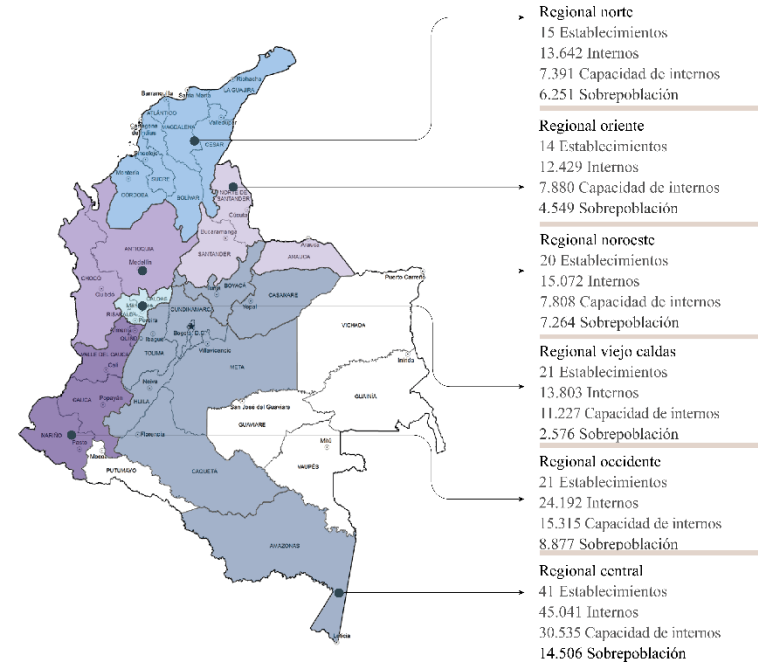 Regional norte
15 Establecimientos
13.642 Internos
7.391 Capacidad de internos
6.251 Sobrepoblación
Regional oriente
14 Establecimientos
12.429 Internos
7.880 Capacidad de internos
4.549 Sobrepoblación
Regional noroeste
20 Establecimientos
15.072 Internos
7.808 Capacidad de internos
7.264 Sobrepoblación
Regional viejo caldas
21 Establecimientos
13.803 Internos
11.227 Capacidad de internos
2.576 Sobrepoblación
Regional occidente
21 Establecimientos
24.192 Internos
15.315 Capacidad de internos
8.877 Sobrepoblación
Regional central
41 Establecimientos
45.041 Internos
30.535 Capacidad de internos
14.506 Sobrepoblación
Riohacha
LA GUAJIRA
Barranquilla
Santa Marta
ATLÁNTICO
MAGDALENA
Valledupar
CESAR
Sincelejo
Montería
SUCRE
CÓRDOBA
BOLÍVAR
NORTE DE
SANTANDER
Cúcuta
Bucaramanga
SANTANDER
Arauca
ARAUCA
ANTIOQUIA
Medellín
CHOCÓ
Quibdó
Puerto Carreño
BOYACÁ
Tunja
CASANARE
Yopal
CUNDINAMARCA
Bogotá D.C.
VICHADA
Pereira
Armenia
Ibagué
TOLIMA
Villavicencio
VALLE DEL CAUCA
Cali
META
Inírida
GUAINÍA
Neiva
HUILA
CAUCA
Popayán
San José del Guaviare
GUAVIARE
NARIÑO
Pasto
Florencia
Mitú
VAUPÉS
PUTUMAYO
CAQUETÁ
AMAZONAS
Leticia